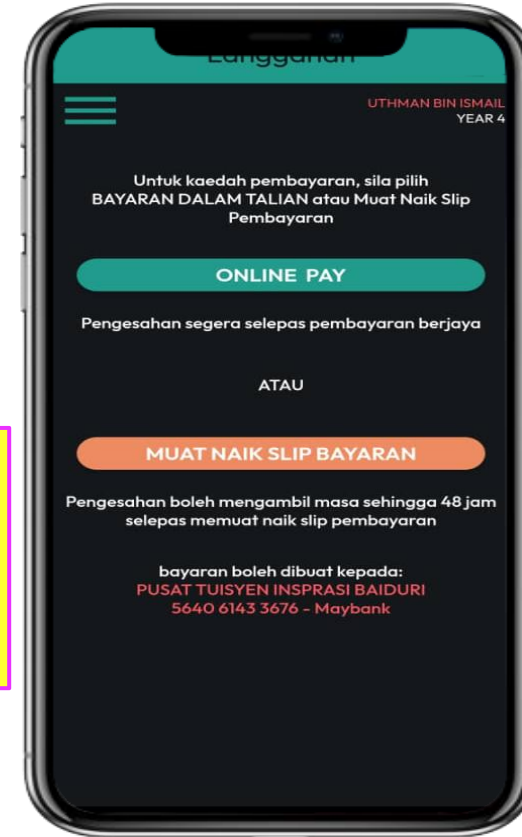 Langganan
UTHMAN BIN ISMAIL
YEAR 4
Untuk kaedah pembayaran, sila pilih
BAYARAN DALAM TALIAN atau Muat Naik Slip
Pembayaran
ONLINE PAY
Pengesahan segera selepas pembayaran berjaya
ATAU
MUAT NAIK SLIP BAYARAN
Pengesahan boleh mengambil masa sehingga 48 jam
selepas memuat naik slip pembayaran
bayaran boleh dibuat kepada:
PUSAT TUISYEN INSPRASI BAIDURI
5640 6143 3676 - Maybank